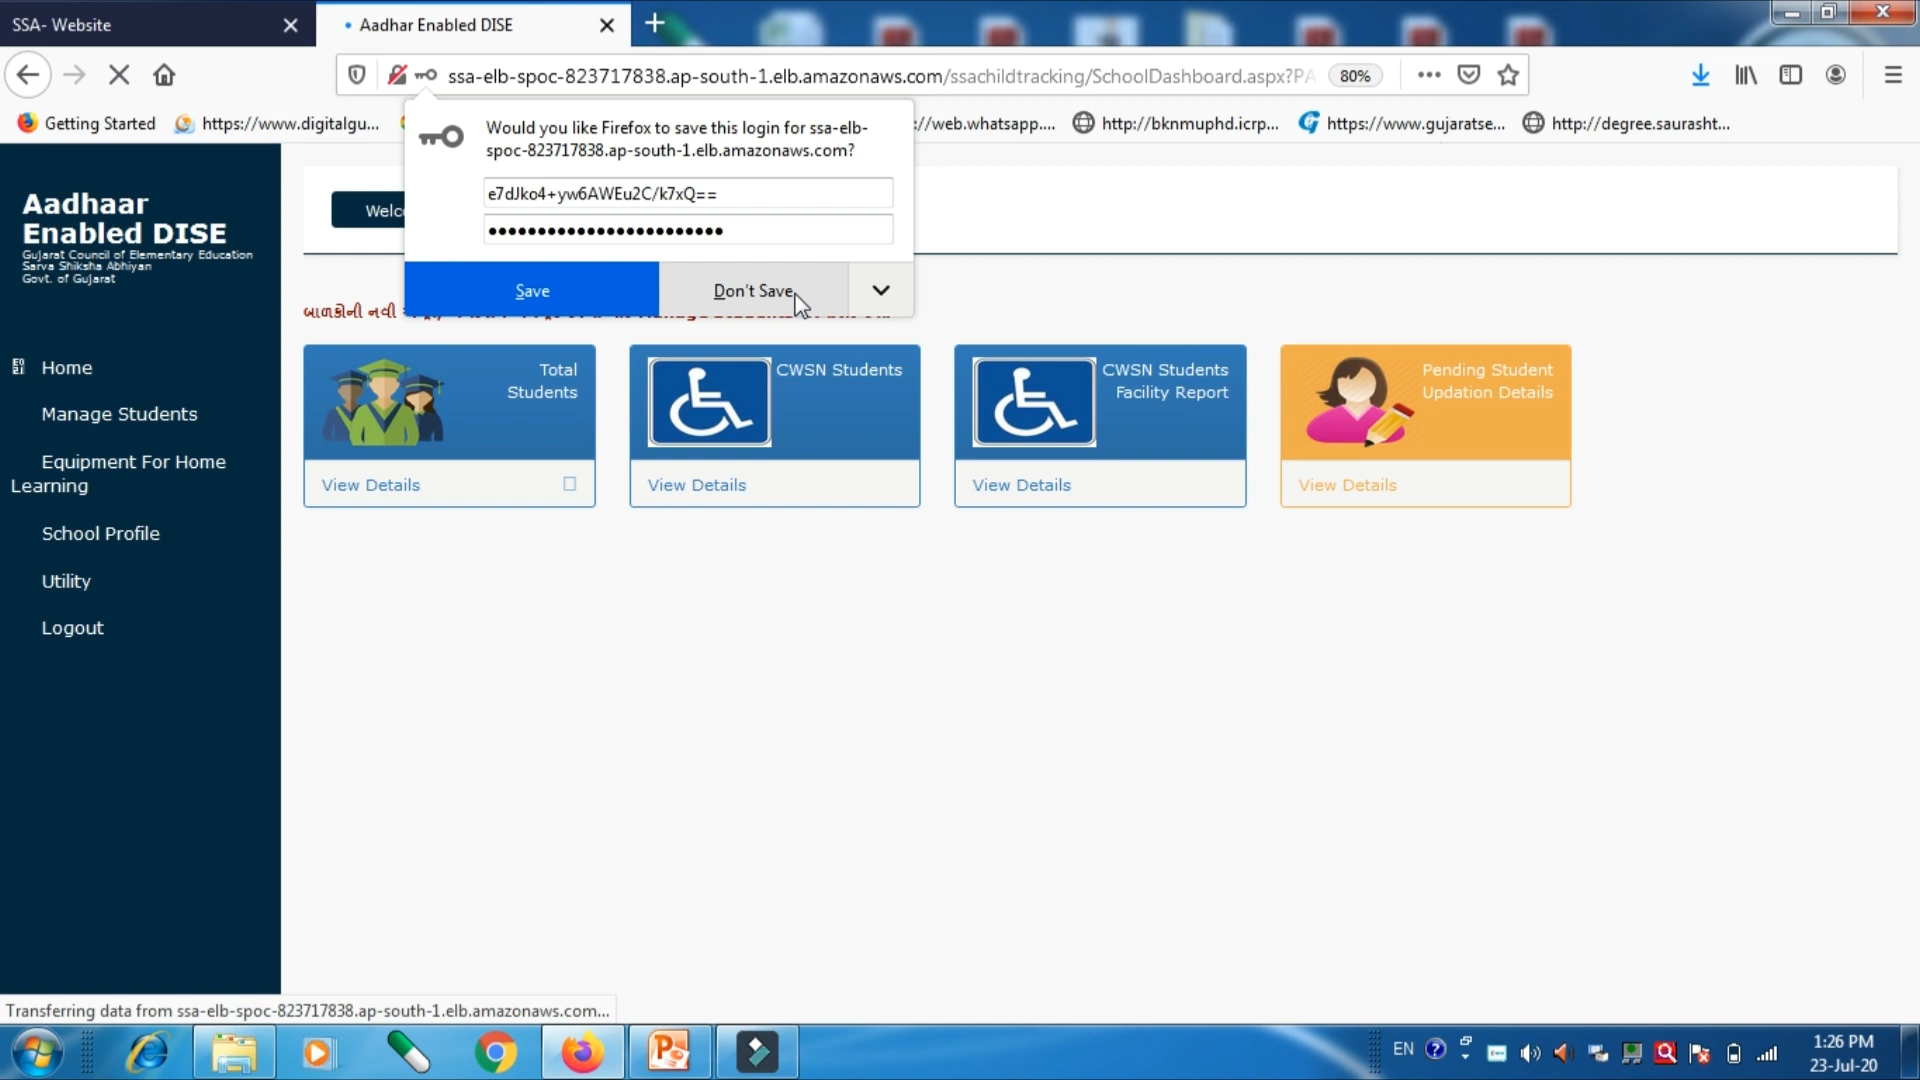 SSA- Website
Aadhar Enabled DISE
ssa-elb-spoc-823717838.ap-south-1.elb.amazonaws.com/ssachildtracking/SchoolDashboard.aspx?PA
80%
Getting Started
https://www.digitalgu...
://web.whatsapp....
http://bknmuphd.icrp...
https://www.gujaratse...
http://degree.saurasht...
Would you like Firefox to save this login for ssa-elb-
spoc-823717838.ap-south-1.elb.amazonaws.com?
e7dJko4+yw6AWEu2C/k7xQ==
Save
Don't Save
Aadhaar
Enabled DISE
Gujarat Council of Elementary Education
Sarva Shiksha Abhiyan
Govt. of Gujarat
Home
Manage Students
Equipment For Home
Learning
School Profile
Utility
Logout
બાળકોની નવી
Total
Students
View Details
CWSN Students
View Details
CWSN Students
Facility Report
View Details
Pending Student
Updation Details
View Details
Transferring data from ssa-elb-spoc-823717838.ap-south-1.elb.amazonaws.com...
EN
1:26 PM
23-Jul-20